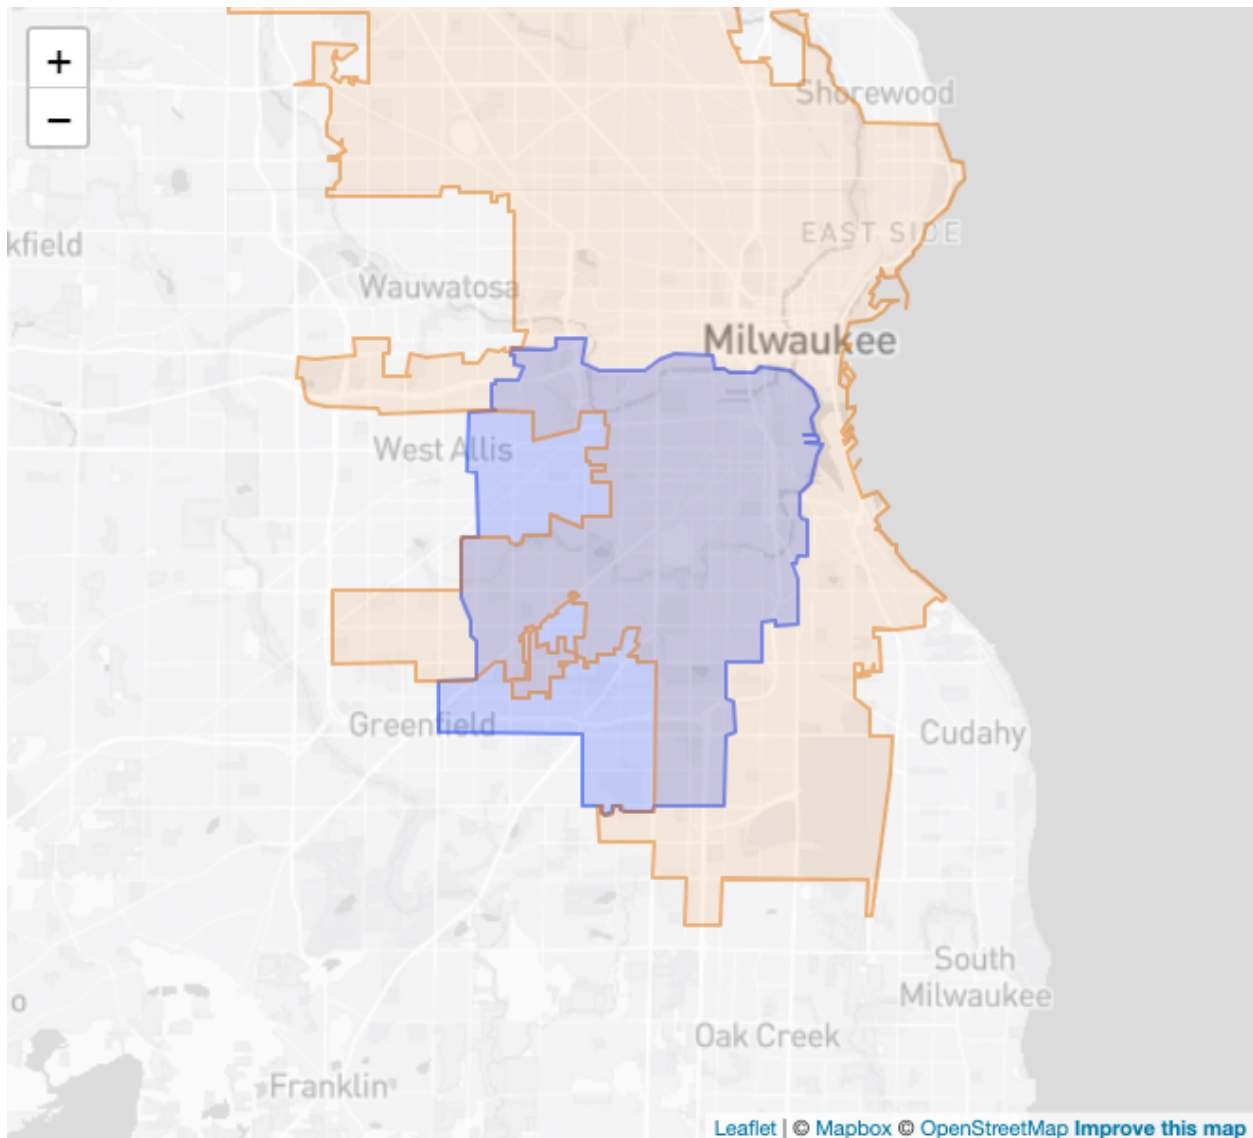 +
−
Shorewood
EAST SIDE
kfield
Wauwatosa
Milwaukee
West Allis
Greenfield
Cudahy
South
Milwaukee
o
Oak Creek
Franklin
Leaflet | © Mapbox © OpenStreetMap Improve this map